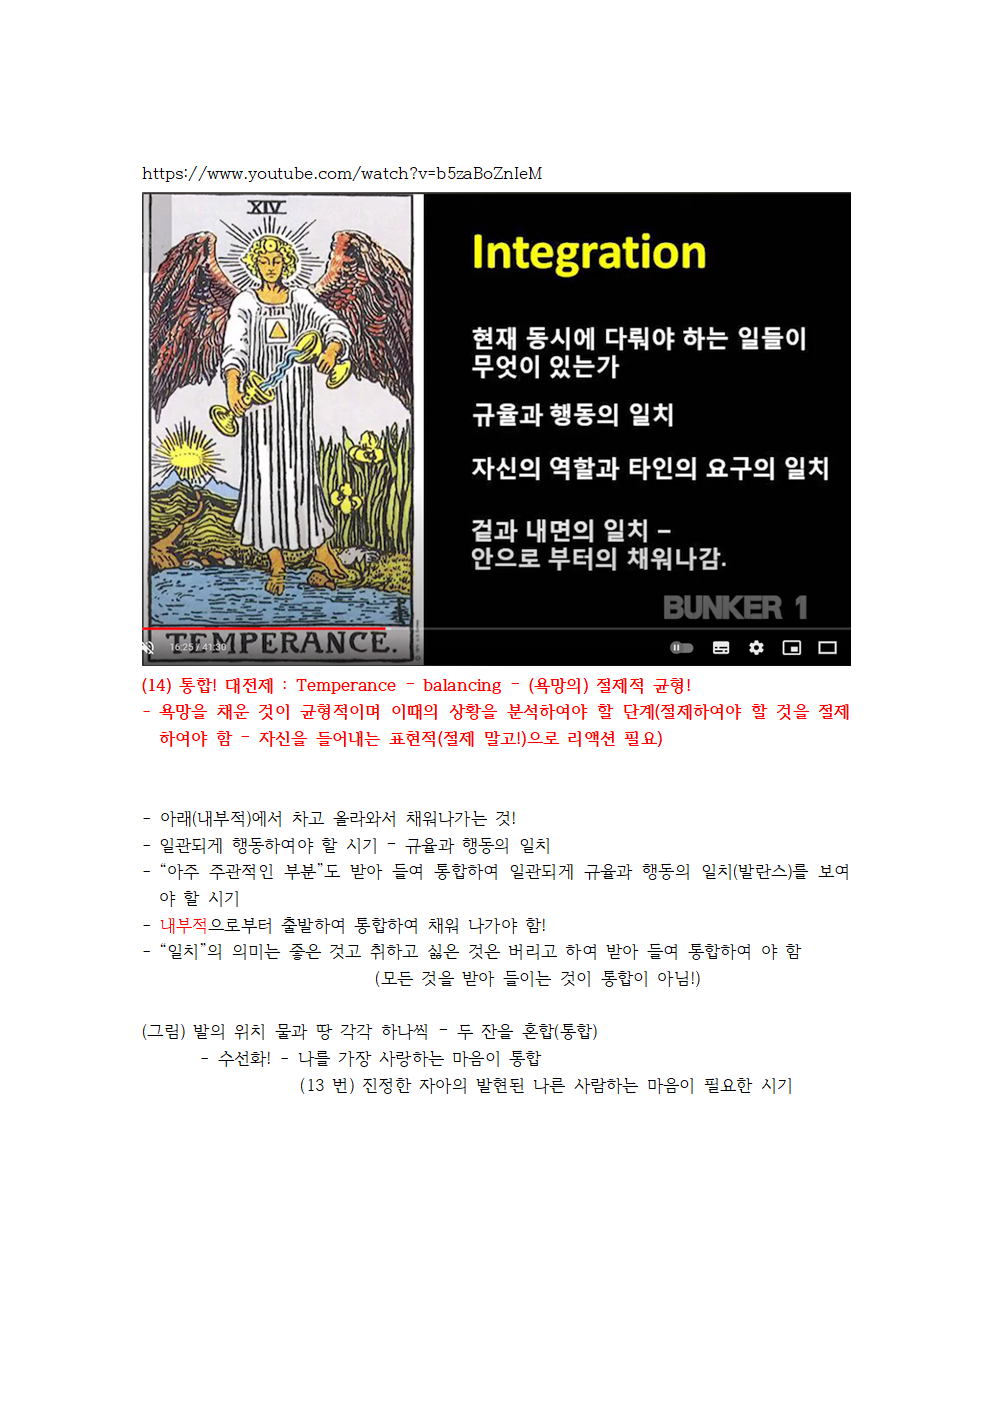 https://www.youtube.com/watch?v=b5zaBoZnIeM
XIV
Integration
현재 동시에 다뤄야 하는 일들이
무엇이 있는가
규율과 행동의 일치
자신의 역할과 타인의 요구의 일치
겉과 내면의 일치 –
안으로 부터의 채워나감.
BUNKER 1
TEMPERANCE.
16:25 / 41:30
(14) 통합! 대전제 : Temperance - balancing - (욕망의) 절제적 균형!
- 욕망을 채운 것이 균형적이며 이때의 상황을 분석하여야 할 단계(절제하여야 할 것을 절제
하여야 함 - 자신을 들어내는 표현적(절제 말고!)으로 리액션 필요)
- 아래(내부적)에서 차고 올라와서 채워나가는 것!
- 일관되게 행동하여야 할 시기 - 규율과 행동의 일치
- “아주 주관적인 부분”도 받아 들여 통합하여 일관되게 규율과 행동의 일치(발란스)를 보여
야 할 시기
- 내부적으로부터 출발하여 통합하여 채워 나가야 함!
- “일치”의 의미는 좋은 것고 취하고 싫은 것은 버리고 하여 받아 들여 통합하여 야 함
(모든 것을 받아 들이는 것이 통합이 아님!)
(그림) 발의 위치 물과 땅 각각 하나씩 - 두 잔을 혼합(통합)
- 수선화! - 나를 가장 사랑하는 마음이 통합
(13 번) 진정한 자아의 발현된 나른 사람하는 마음이 필요한 시기